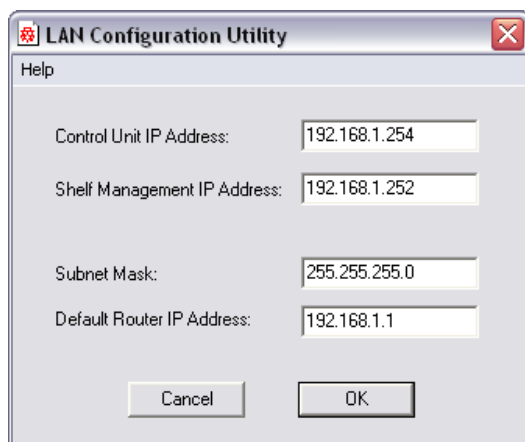 LAN Configuration Utility
Help
Control Unit IP Address: 192.168.1.254
Shelf Management IP Address: 192.168.1.252
Subnet Mask: 255.255.255.0
Default Router IP Address: 192.168.1.1
Cancel OK